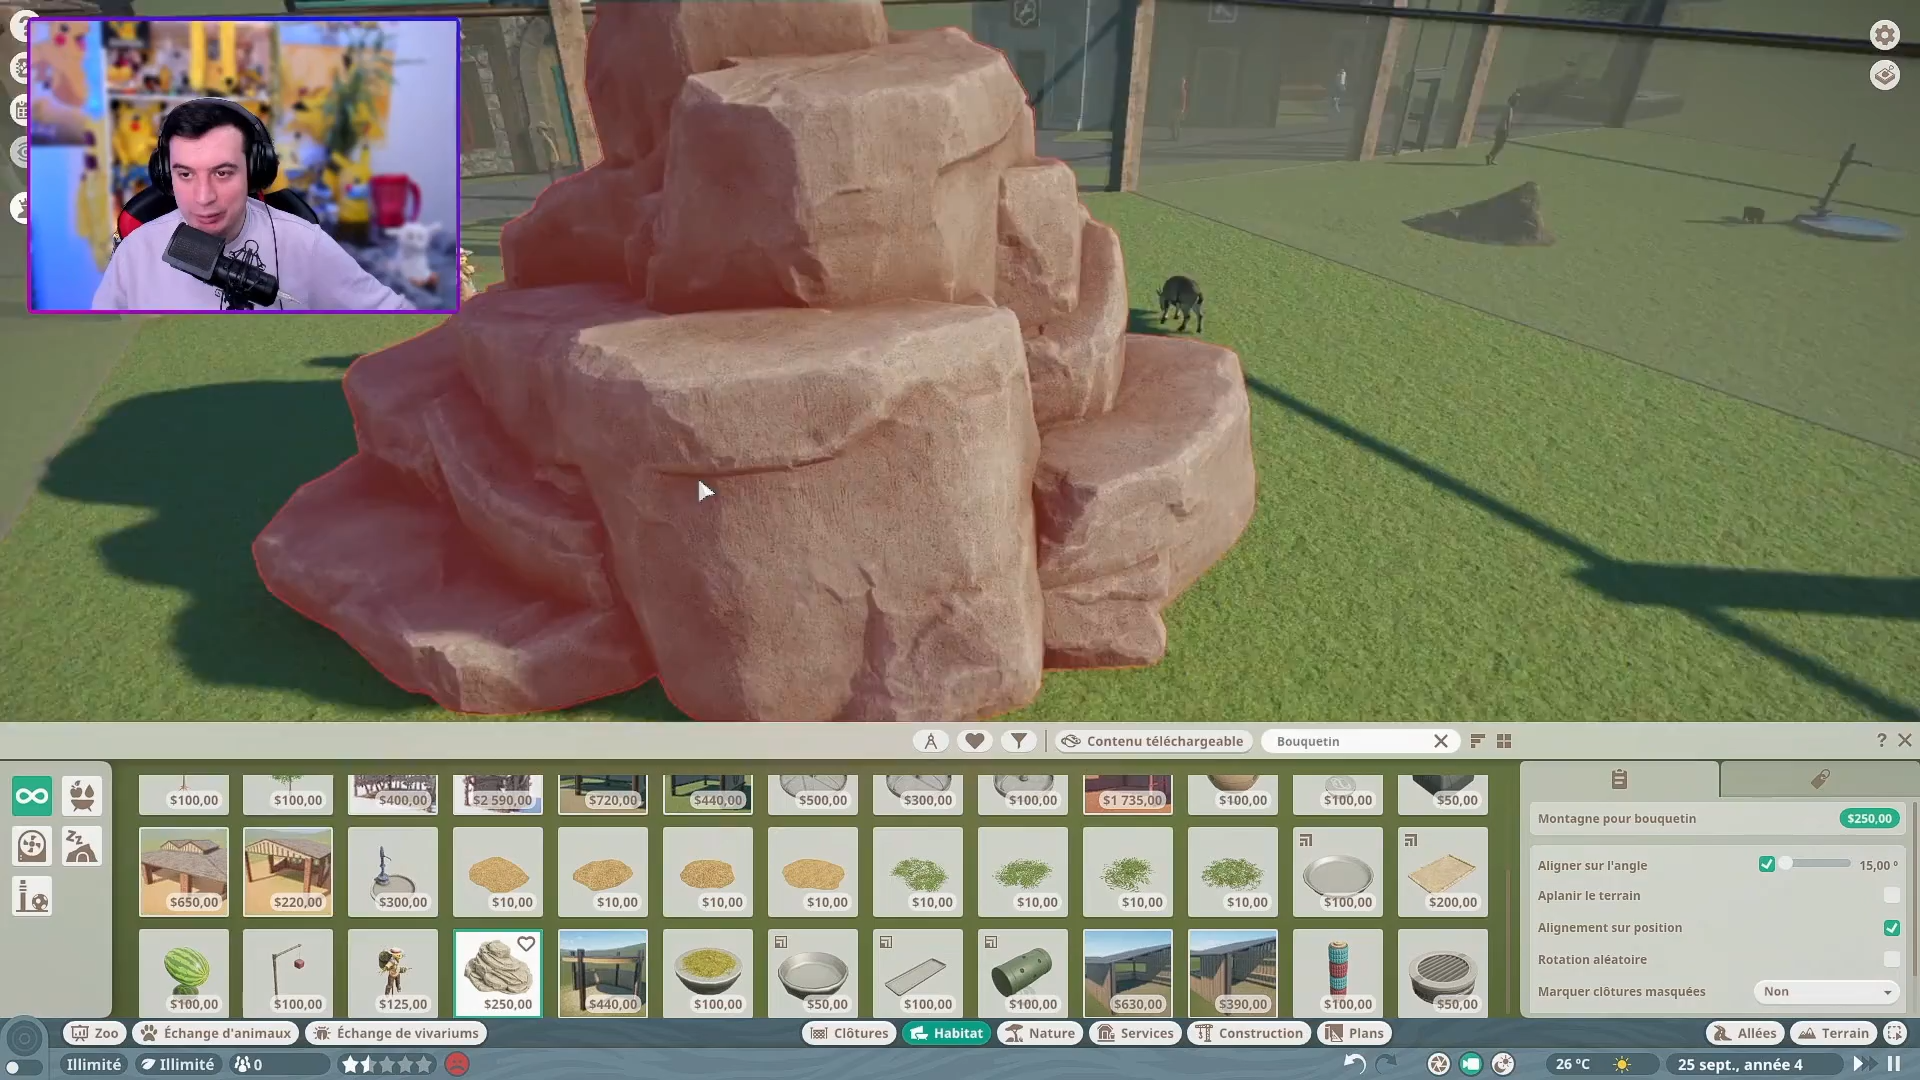 Contenu téléchargeable Bouquetin ?
$100,00 $100,00 $400,00 $2 590,00 $720,00 $440,00 $500,00 $300,00 $100,00 $1 735,00 $100,00 $100,00 $50,00
$650,00 $220,00 $300,00 $10,00 $10,00 $10,00 $10,00 $10,00 $10,00 $10,00 $10,00 $100,00 $200,00
$100,00 $100,00 $125,00 $250,00 $440,00 $100,00 $50,00 $100,00 $100,00 $630,00 $390,00 $100,00 $50,00
Montagne pour bouquetin $250,00
Aligner sur l'angle 15,00 °
Aplanir le terrain
Alignement sur position
Rotation aléatoire
Marquer clôtures masquées Non
Zoo Échange d'animaux Échange de vivariums Clôtures Habitat Nature Services Construction Plans Allées Terrain
Illimité Illimité 0 26 °C 25 sept., année 4